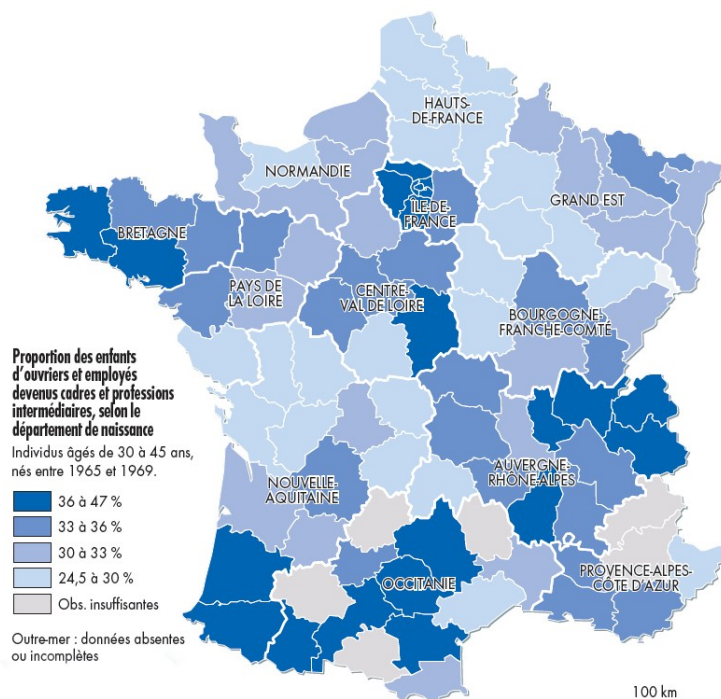 HAUTS-
DE-FRANCE
NORMANDIE
ÎLE-DE-
FRANCE
GRAND EST
BRETAGNE
PAYS DE
LA LOIRE
CENTRE-
VAL DE LOIRE
BOURGOGNE-
FRANCHE-COMTÉ
Proportion des enfants
d'ouvriers et employés
devenus cadres et professions
intermédiaires, selon le
département de naissance
Individus âgés de 30 à 45 ans,
nés entre 1965 et 1969.
36 à 47 %
33 à 36 %
30 à 33 %
24,5 à 30 %
Obs. insuffisantes
Outre-mer : données absentes
ou incomplètes
NOUVELLE-
AQUITAINE
AUVERGNE-
RHÔNE-ALPES
OCCITANIE
PROVENCE-ALPES-
CÔTE D'AZUR
100 km